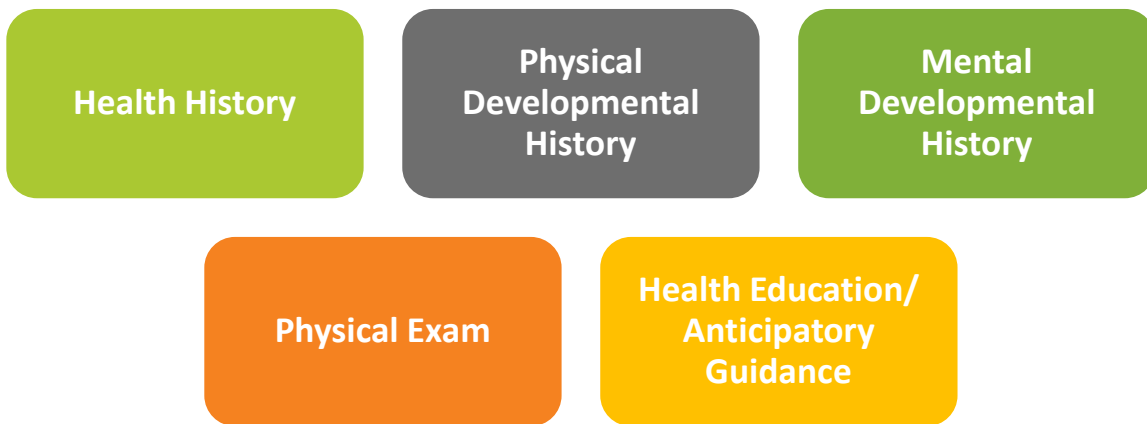 Health History
Physical
Developmental
History
Mental
Developmental
History
Physical Exam
Health Education/
Anticipatory
Guidance